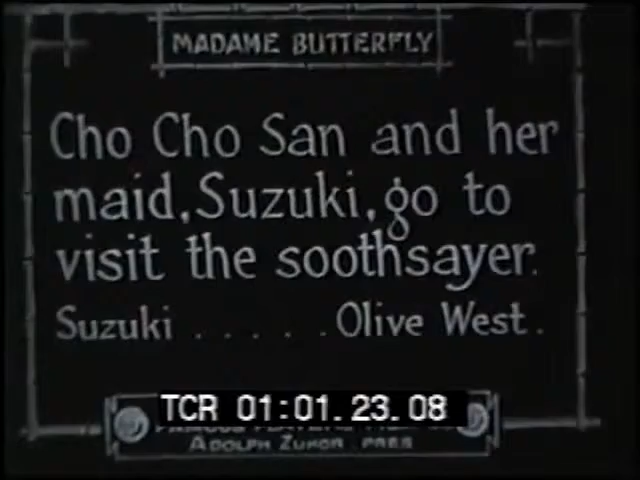 MADAME BUTTERFLY
Cho Cho San and her
maid, Suzuki, go to
visit the soothsayer.
Suzuki . . . . . Olive West.
TCR 01:01.23.08
ADOLPH ZUKOR . PRES